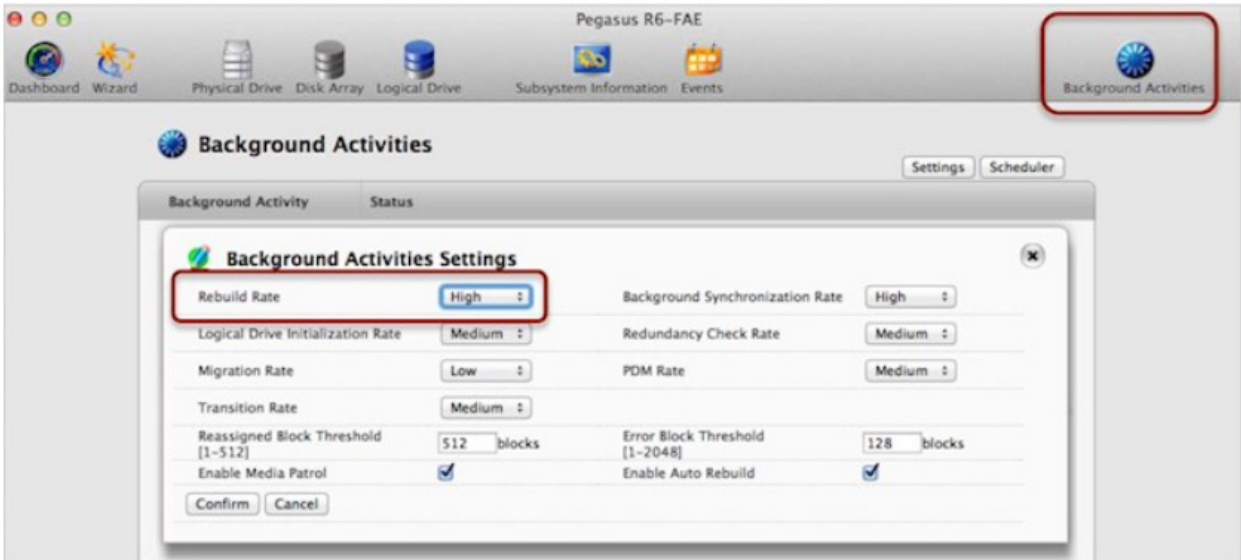 Pegasus R6-FAE
Dashboard Wizard Physical Drive Disk Array Logical Drive Subsystem Information Events Background Activities
Background Activities
Settings Scheduler
Background Activity Status
Background Activities Settings
Rebuild Rate High Background Synchronization Rate High
Logical Drive Initialization Rate Medium Redundancy Check Rate Medium
Migration Rate Low PDM Rate Medium
Transition Rate Medium
Reassigned Block Threshold 512 blocks Error Block Threshold 128 blocks
[1-512] [1-2048]
Enable Media Patrol Enable Auto Rebuild
Confirm Cancel